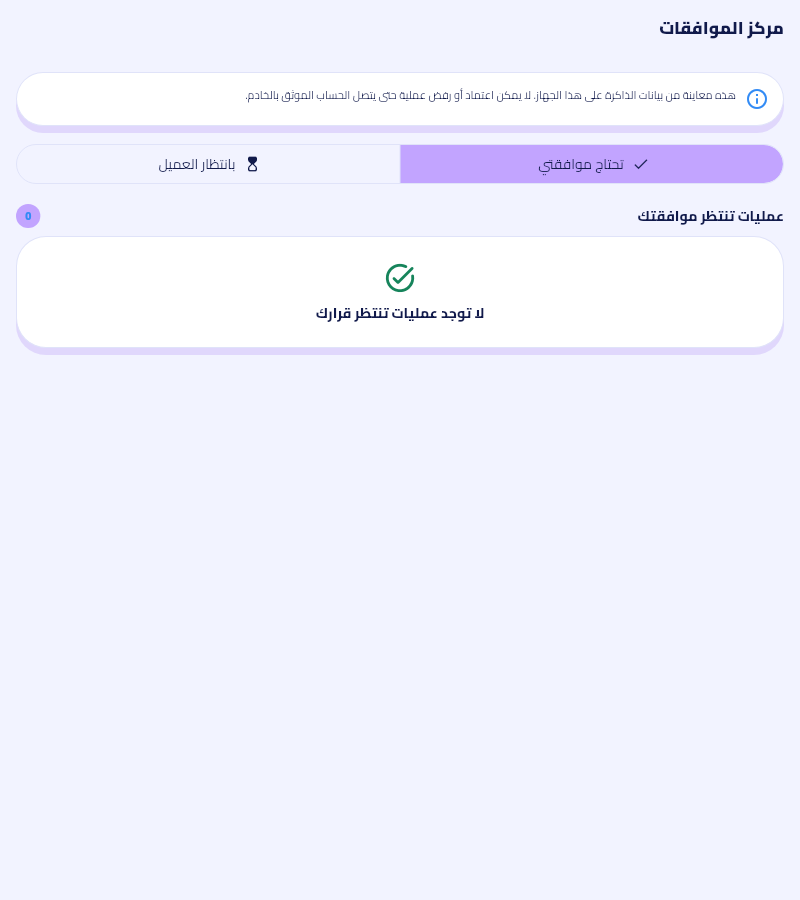 مركز الموافقات
هذه معاينة من بيانات الذاكرة على هذا الجهاز. لا يمكن اعتماد أو رفض عملية حتى يتصل الحساب الموثق بالخادم.
تحتاج موافقتي
بانتظار العميل
عمليات تنتظر موافقتك
0
لا توجد عمليات تنتظر قرارك